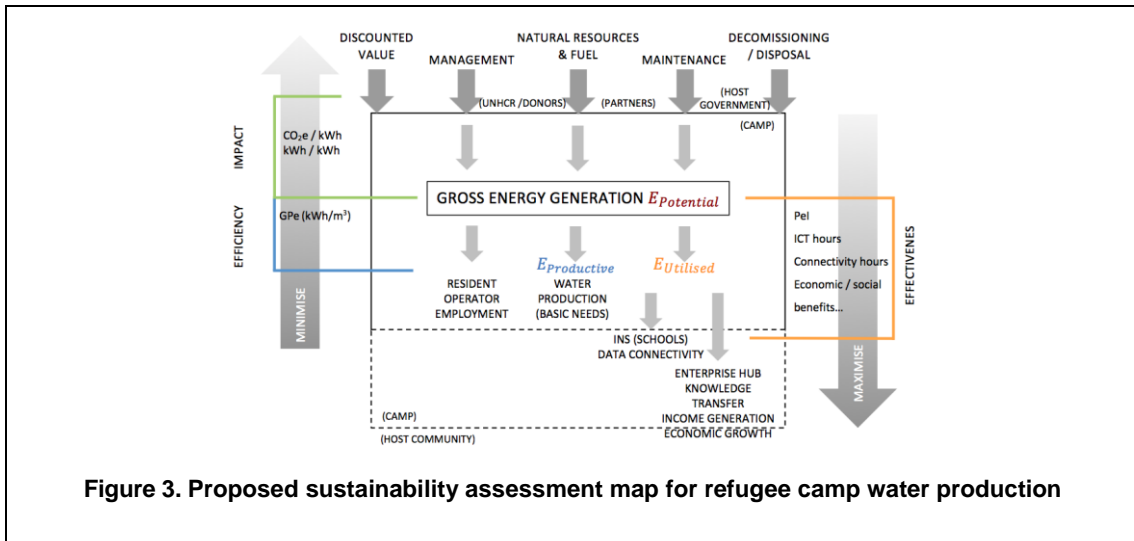 DISCOUNTED
VALUE
MANAGEMENT
NATURAL RESOURCES
& FUEL
MAINTENANCE
DECOMISSIONING
/ DISPOSAL
(UNHCR /DONORS)
(PARTNERS)
(HOST
GOVERNMENT)
(CAMP)
IMPACT
CO₂e / kWh
kWh / kWh
GROSS ENERGY GENERATION E_Potential
EFFICIENCY
GPe (kWh/m³)
MINIMISE
RESIDENT
OPERATOR
EMPLOYMENT
E_Productive
WATER
PRODUCTION
(BASIC NEEDS)
E_Utilised
INS (SCHOOLS)
DATA CONNECTIVITY
ENTERPRISE HUB
KNOWLEDGE
TRANSFER
INCOME GENERATION
ECONOMIC GROWTH
PeI
ICT hours
Connectivity hours
Economic / social
benefits...
EFFECTIVENES
MAXIMISE
(CAMP)
(HOST COMMUNITY)
Figure 3. Proposed sustainability assessment map for refugee camp water production